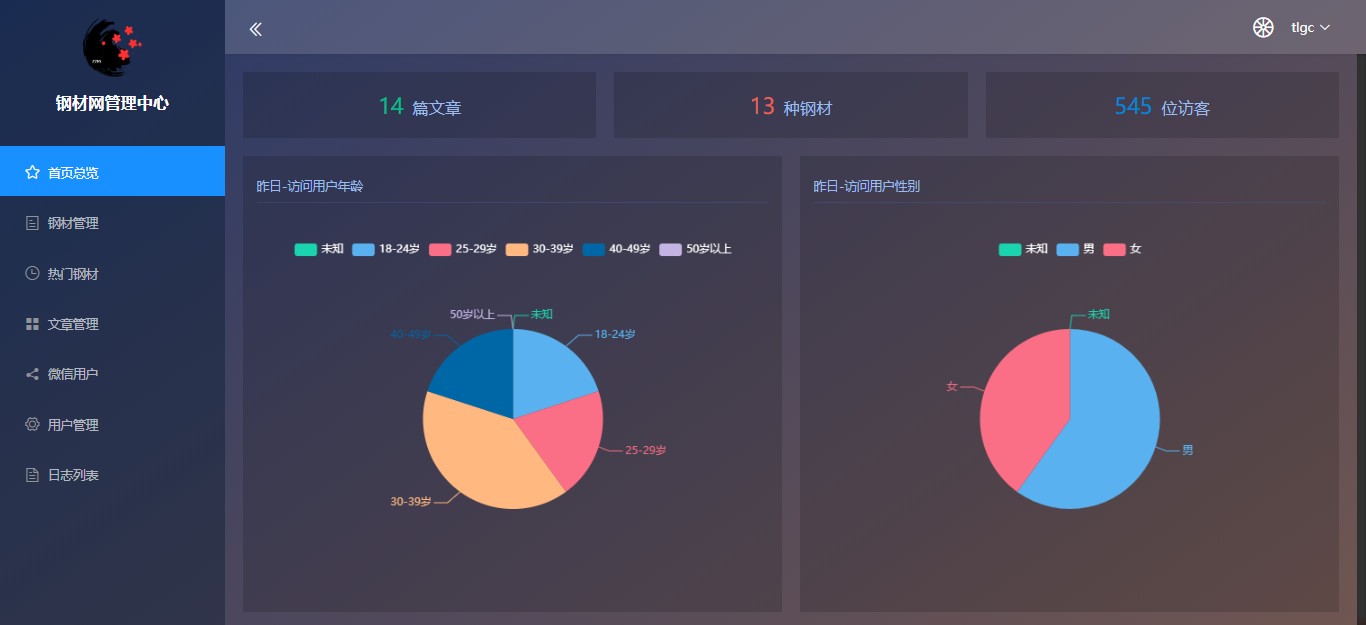 钢材网管理中心
首页总览
钢材管理
热门钢材
文章管理
微信用户
用户管理
日志列表
tlgc
14 篇文章
13 种钢材
545 位访客
昨日-访问用户年龄
未知 18-24岁 25-29岁 30-39岁 40-49岁 50岁以上
50岁以上 未知
40-49岁 18-24岁
25-29岁
30-39岁
昨日-访问用户性别
未知 男 女
未知
女
男